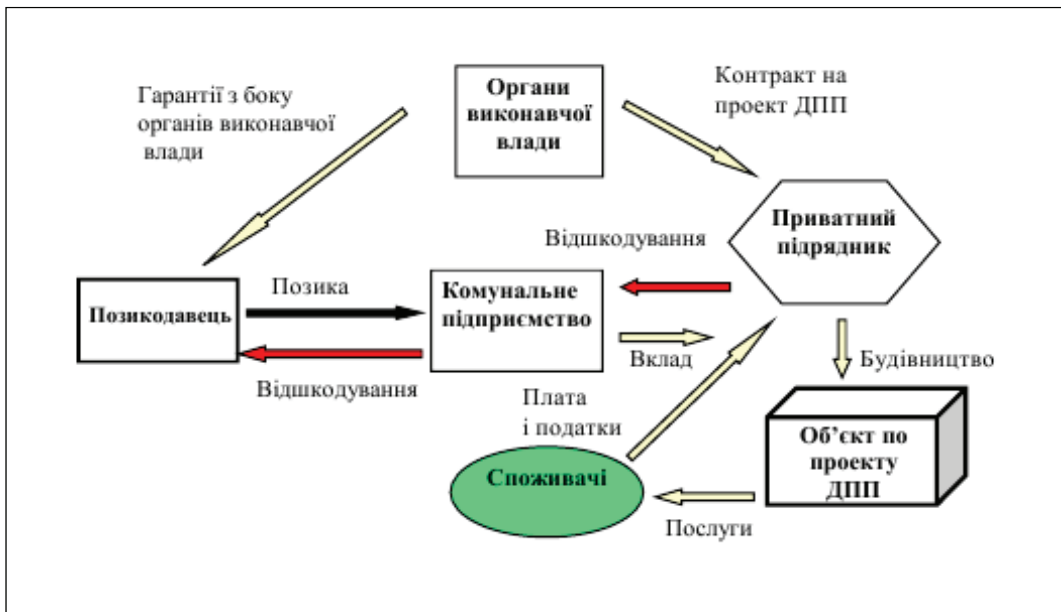 Гарантії з боку
органів виконавчої
влади
Органи
виконавчої
влади
Контракт на
проект ДПП
Приватний
підрядник
Відшкодування
Позикодавець
Позика
Комунальне
підприємство
Вклад
Відшкодування
Будівництво
Плата
і податки
Об’єкт по
проекту
ДПП
Споживачі
Послуги